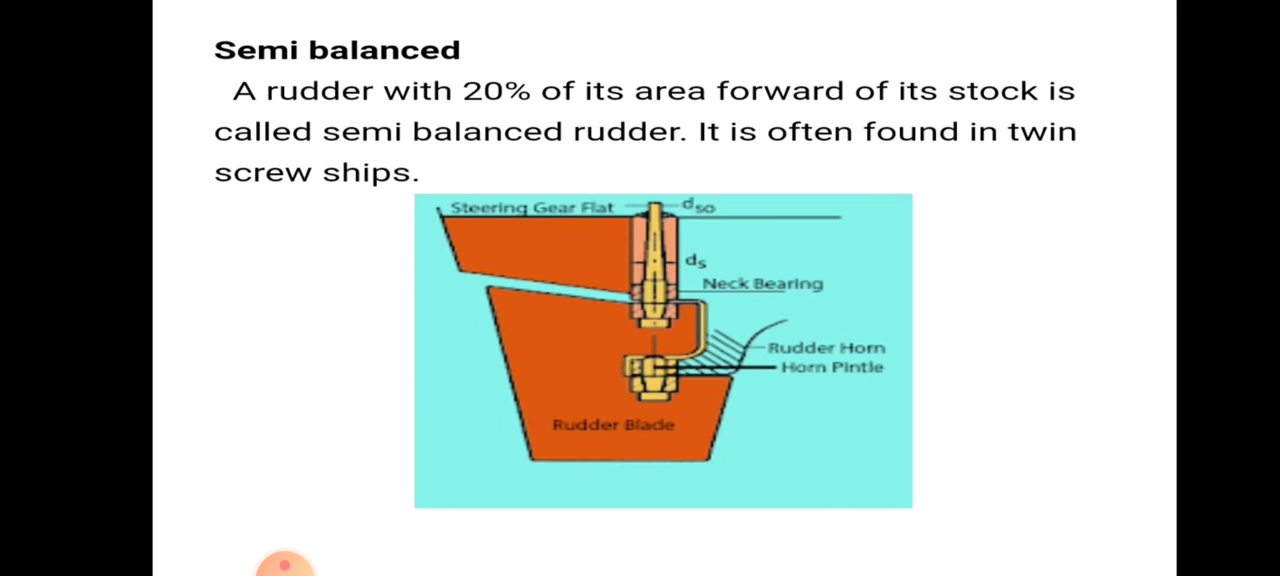 Semi balanced
A rudder with 20% of its area forward of its stock is
called semi balanced rudder. It is often found in twin
screw ships.
Steering Gear Flat
dso
ds
Neck Bearing
Rudder Horn
Horn Pintle
Rudder Blade